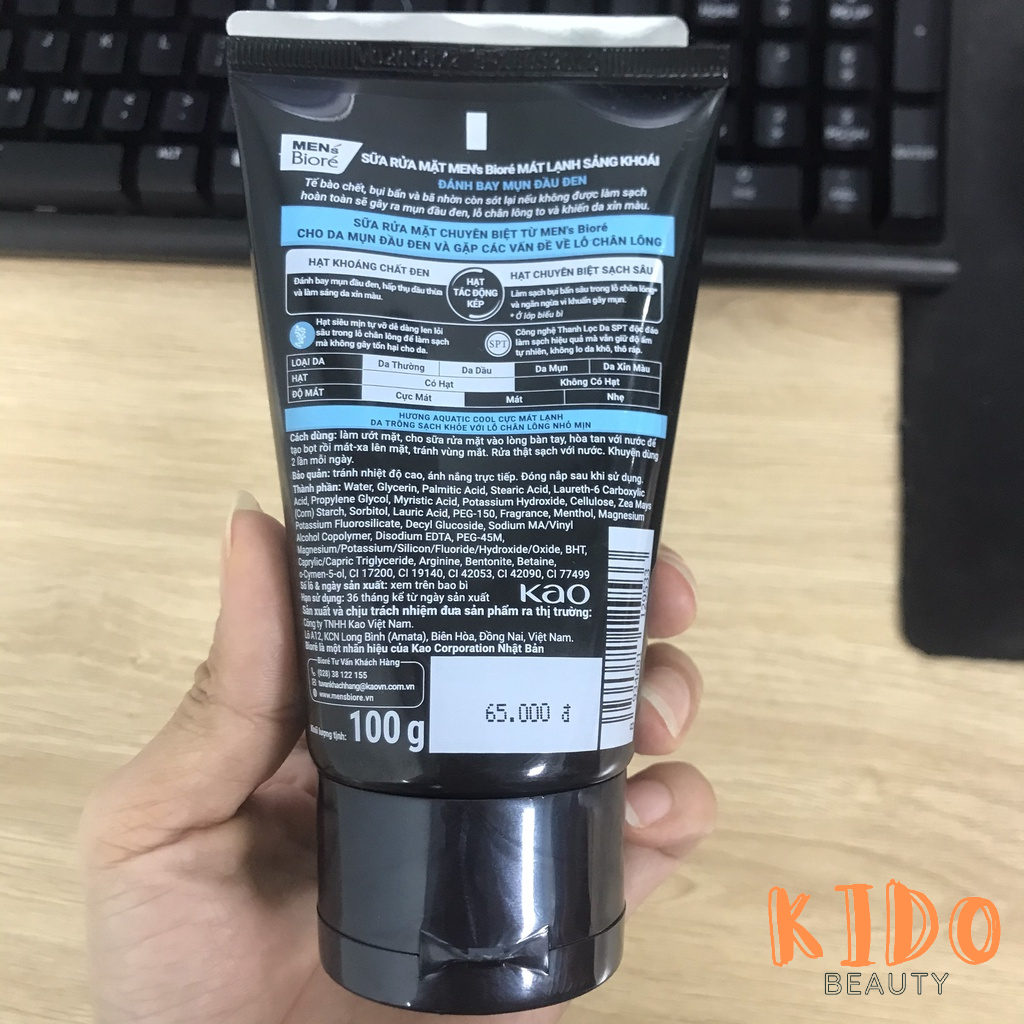 MEN's
Bioré
SỮA RỬA MẶT MEN's Bioré MÁT LẠNH SẢNG KHOÁI
ĐÁNH BAY MỤN ĐẦU ĐEN
Tế bào chết, bụi bẩn và bã nhờn còn sót lại nếu không được làm sạch
hoàn toàn sẽ gây ra mụn đầu đen, lỗ chân lông to và khiến da xỉn màu.
SỮA RỬA MẶT CHUYÊN BIỆT TỪ MEN's Bioré
CHO DA MỤN ĐẦU ĐEN VÀ GẶP CÁC VẤN ĐỀ VỀ LỖ CHÂN LÔNG
HẠT KHOÁNG CHẤT ĐEN
Đánh bay mụn đầu đen, hấp thụ dầu thừa
và làm sáng da xỉn màu.
HẠT
TÁC ĐỘNG
KÉP
HẠT CHUYÊN BIỆT SẠCH SÂU
Làm sạch bụi bẩn sâu trong lỗ chân lông*
và ngăn ngừa vi khuẩn gây mụn.
* Ở lớp biểu bì
Hạt siêu mịn tự vỡ dễ dàng len lỏi
sâu trong lỗ chân lông để làm sạch
mà không gây tổn hại cho da.
SPT
Công nghệ Thanh Lọc Da SPT độc đáo
làm sạch hiệu quả mà vẫn giữ độ ẩm
tự nhiên, không lo da khô, thô ráp.
LOẠI DA Da Thường Da Dầu Da Mụn Da Xỉn Màu
HẠT Có Hạt Không Có Hạt
ĐỘ MÁT Cực Mát Mát Nhẹ
HƯƠNG AQUATIC COOL CỰC MÁT LẠNH
DA TRÔNG SẠCH KHỎE VỚI LỖ CHÂN LÔNG NHỎ MỊN
Cách dùng: làm ướt mặt, cho sữa rửa mặt vào lòng bàn tay, hòa tan với nước để
tạo bọt rồi mát-xa lên mặt, tránh vùng mắt. Rửa thật sạch với nước. Khuyên dùng
2 lần mỗi ngày.
Bảo quản: tránh nhiệt độ cao, ánh nắng trực tiếp. Đóng nắp sau khi sử dụng.
Thành phần: Water, Glycerin, Palmitic Acid, Stearic Acid, Laureth-6 Carboxylic
Acid, Propylene Glycol, Myristic Acid, Potassium Hydroxide, Cellulose, Zea Mays
(Corn) Starch, Sorbitol, Lauric Acid, PEG-150, Fragrance, Menthol, Magnesium
Potassium Fluorosilicate, Decyl Glucoside, Sodium MA/Vinyl
Alcohol Copolymer, Disodium EDTA, PEG-45M,
Magnesium/Potassium/Silicon/Fluoride/Hydroxide/Oxide, BHT,
Caprylic/Capric Triglyceride, Arginine, Bentonite, Betaine,
o-Cymen-5-ol, CI 17200, CI 19140, CI 42053, CI 42090, CI 77499
Số lô & ngày sản xuất: xem trên bao bì
Hạn sử dụng: 36 tháng kể từ ngày sản xuất
Kao
Sản xuất và chịu trách nhiệm đưa sản phẩm ra thị trường:
Công ty TNHH Kao Việt Nam.
Lô A12, KCN Long Bình (Amata), Biên Hòa, Đồng Nai, Việt Nam.
Bioré là một nhãn hiệu của Kao Corporation Nhật Bản
Bioré Tư Vấn Khách Hàng
(028) 38 122 155
tuvankhachhang@kaovn.com.vn
www.mensbiore.vn
Khối lượng tịnh: 100 g
65.000 đ
KIDO
BEAUTY